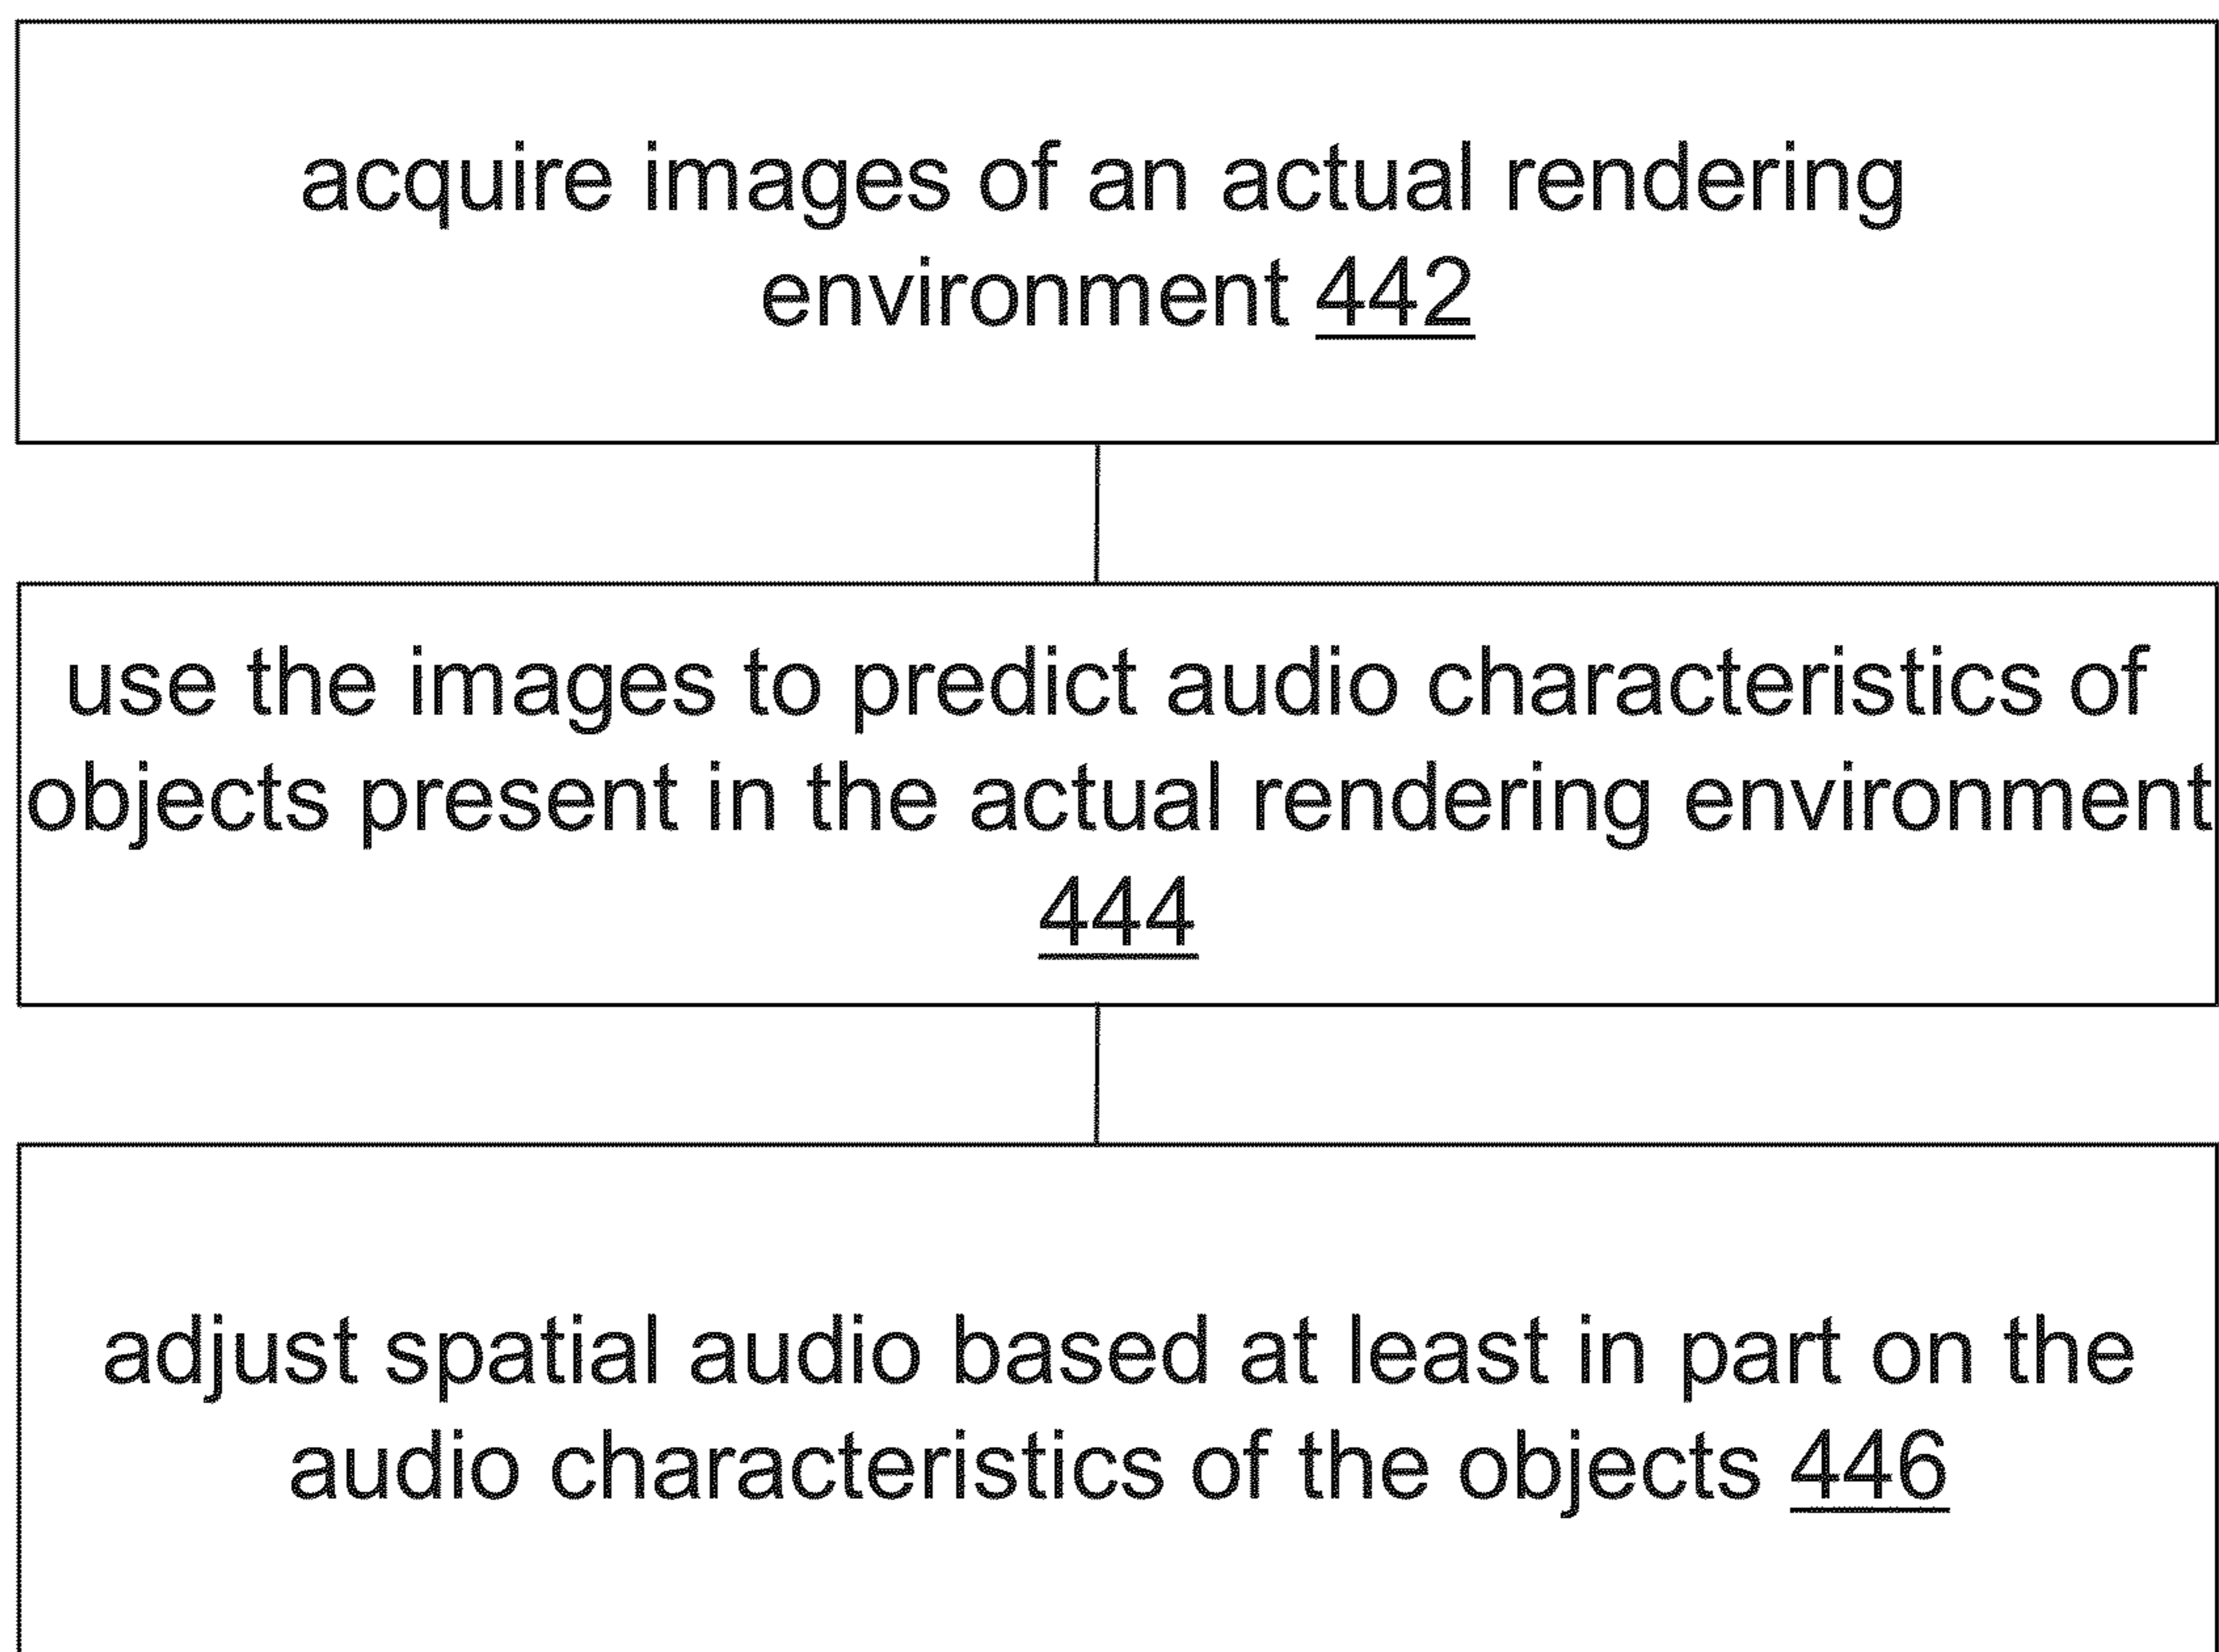 acquire images of an actual rendering
environment 442
use the images to predict audio characteristics of
objects present in the actual rendering environment
444
adjust spatial audio based at least in part on the
audio characteristics of the objects 446